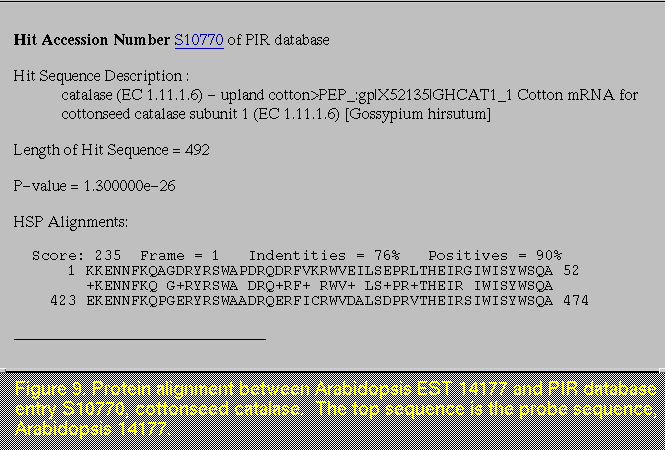 Hit Accession Number S10770 of PIR database
Hit Sequence Description :
catalase (EC 1.11.1.6) – upland cotton>PEP_:gp|X52135|GHCAT1_1 Cotton mRNA for
cottonseed catalase subunit 1 (EC 1.11.1.6) [Gossypium hirsutum]
Length of Hit Sequence = 492
P–value = 1.300000e–26
HSP Alignments:
Score: 235 Frame = 1 Indentities = 76% Positives = 90%
1 KKENNFKQAGDRYRSWAPDRQDRFVKRWVEILSEPRLTHEIRGIWISYWSQA 52
+KENNFKQ G+RYRSWA DRQ+RF+ RWV+ LS+PR+THEIR IWISYWSQA
423 EKENNFKQPGERYRSWAADRQERFICRWVDALSDPRVTHEIRSIWISYWSQA 474
Figure 9. Protein alignment between Arabidopsis EST 14177 and PIR database
entry S10770, cottonseed catalase. The top sequence is the probe sequence,
Arabidopsis 14177